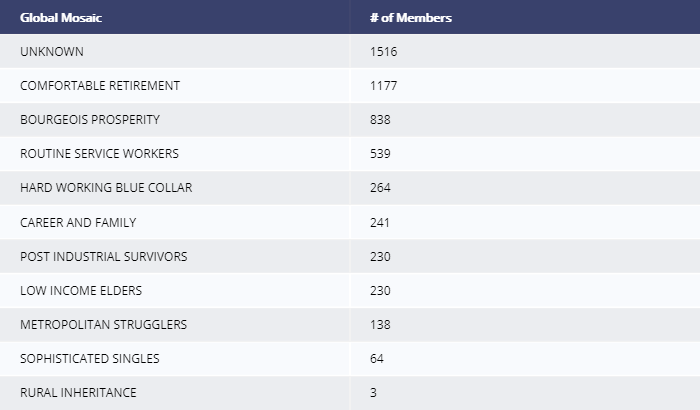 Global Mosaic # of Members
UNKNOWN 1516
COMFORTABLE RETIREMENT 1177
BOURGEOIS PROSPERITY 838
ROUTINE SERVICE WORKERS 539
HARD WORKING BLUE COLLAR 264
CAREER AND FAMILY 241
POST INDUSTRIAL SURVIVORS 230
LOW INCOME ELDERS 230
METROPOLITAN STRUGGLERS 138
SOPHISTICATED SINGLES 64
RURAL INHERITANCE 3